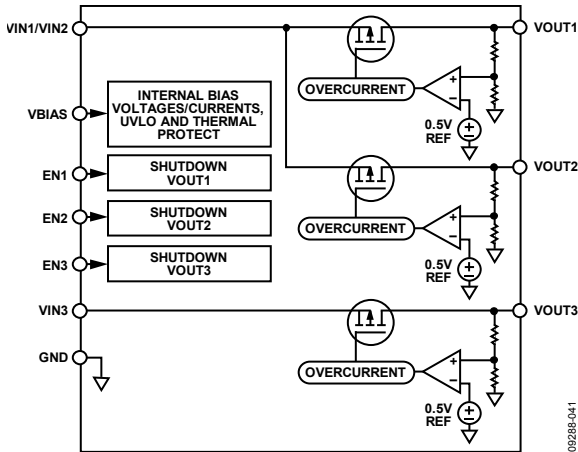 VIN1/VIN2
VOUT1
INTERNAL BIAS
VOLTAGES/CURRENTS,
UVLO AND THERMAL
PROTECT
VBIAS
OVERCURRENT
+
−
0.5V
REF
EN1
SHUTDOWN
VOUT1
VOUT2
EN2
SHUTDOWN
VOUT2
OVERCURRENT
+
−
0.5V
REF
EN3
SHUTDOWN
VOUT3
VIN3
VOUT3
GND
OVERCURRENT
+
−
0.5V
REF
09288-041